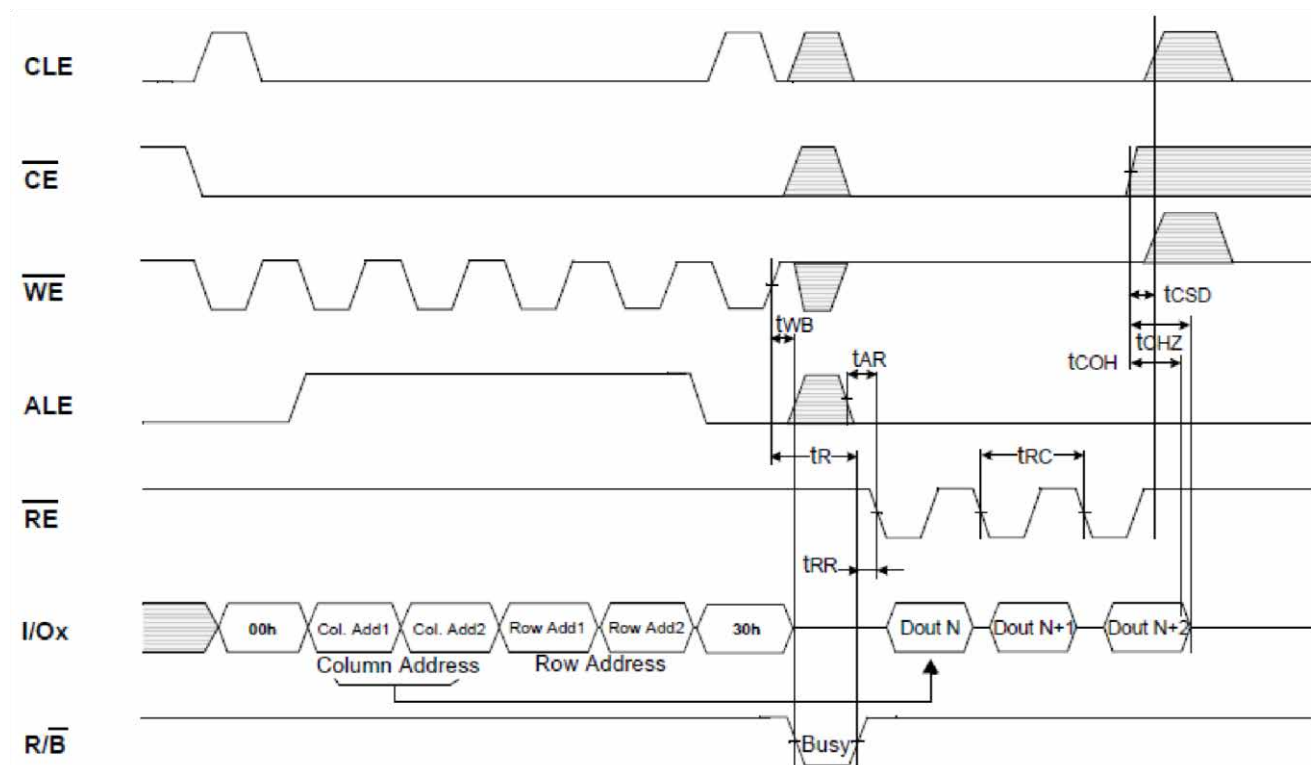 CLE
CE
WE
tCSD
tWB
tCHZ
tAR
tCOH
ALE
tR
tRC
RE
tRR
I/Ox
00h
Col. Add1
Col. Add2
Row Add1
Row Add2
30h
Dout N
Dout N+1
Dout N+2
Column Address
Row Address
R/B
Busy